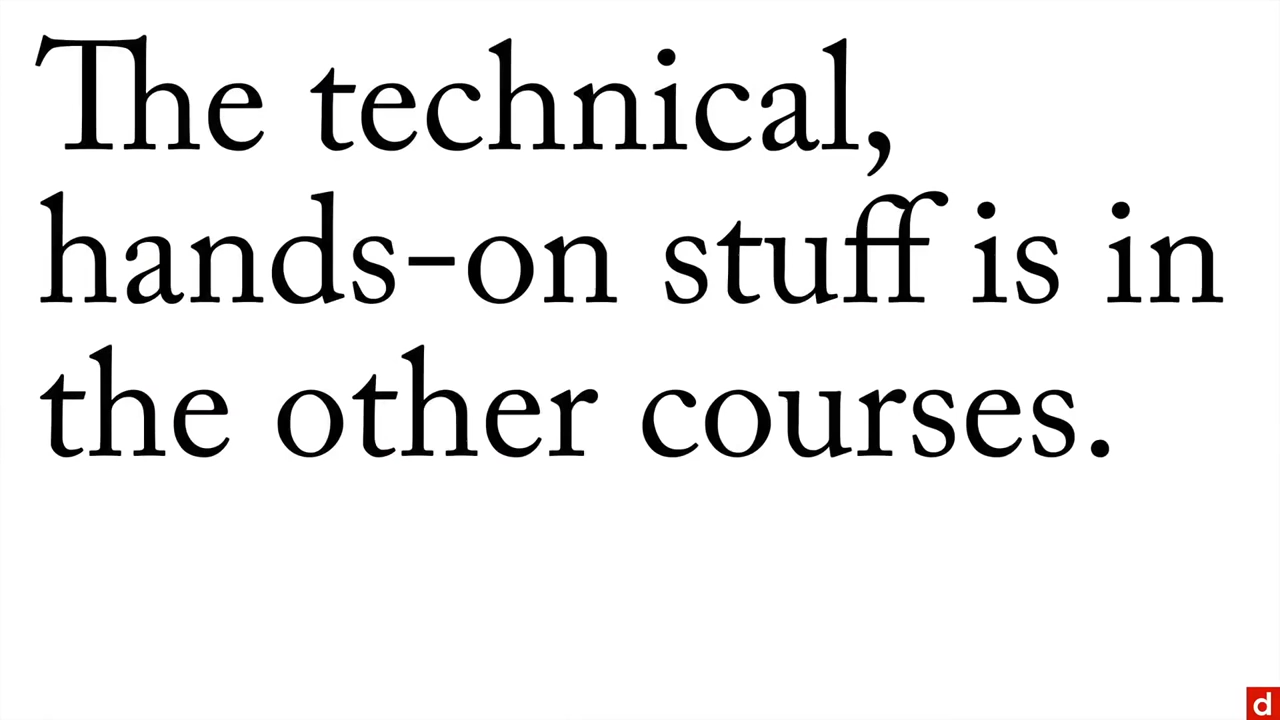 The technical,
hands-on stuff is in
the other courses.
d